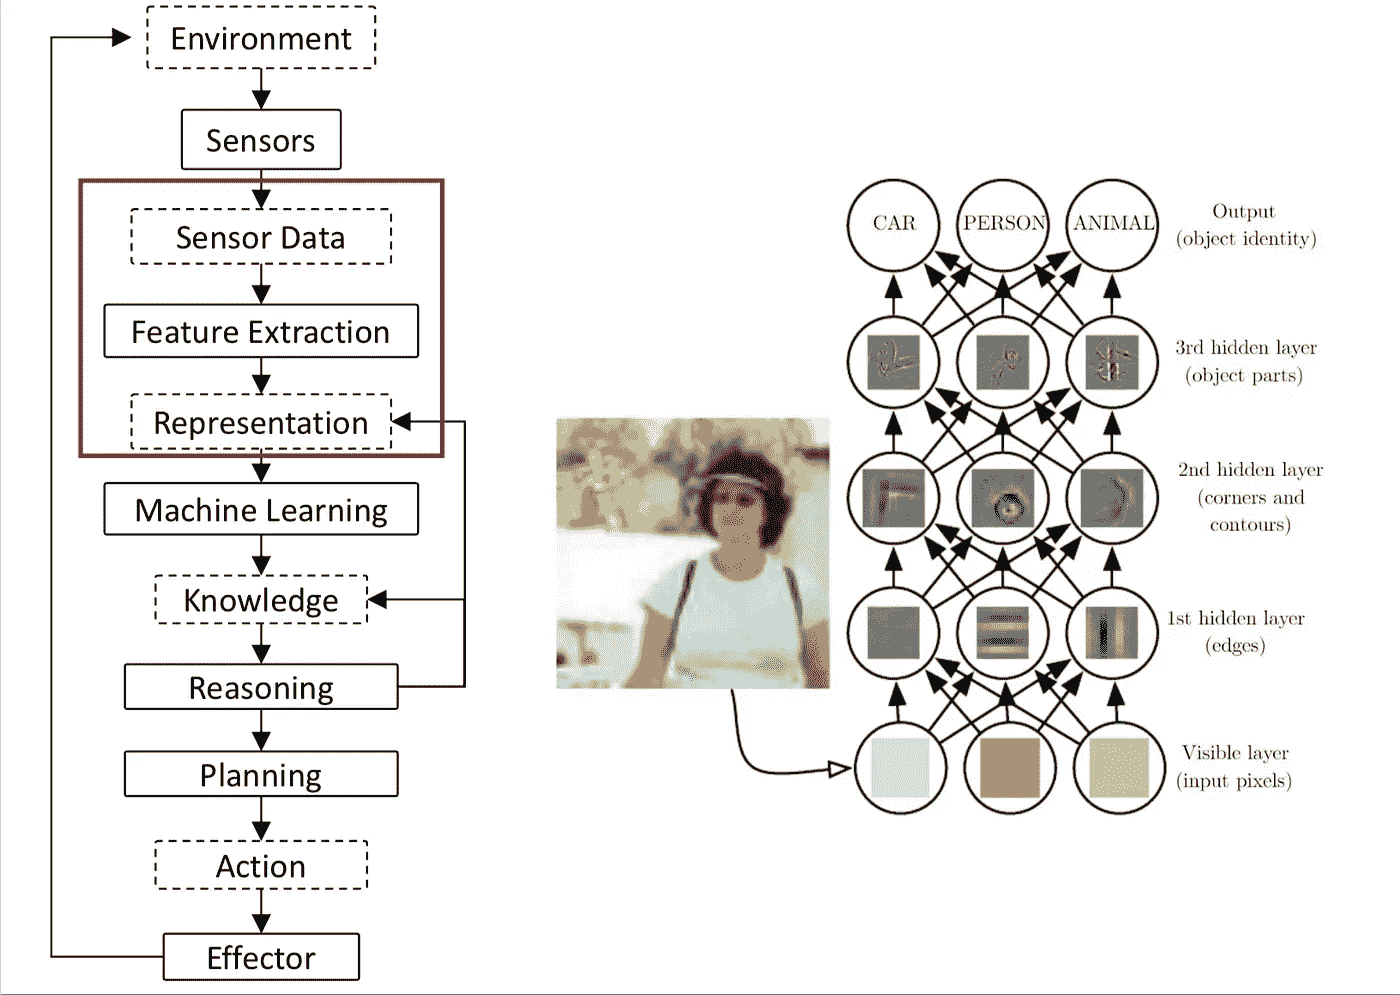 Environment
Sensors
Sensor Data
Feature Extraction
Representation
Machine Learning
Knowledge
Reasoning
Planning
Action
Effector
CAR
PERSON
ANIMAL
Output
(object identity)
3rd hidden layer
(object parts)
2nd hidden layer
(corners and
contours)
1st hidden layer
(edges)
Visible layer
(input pixels)